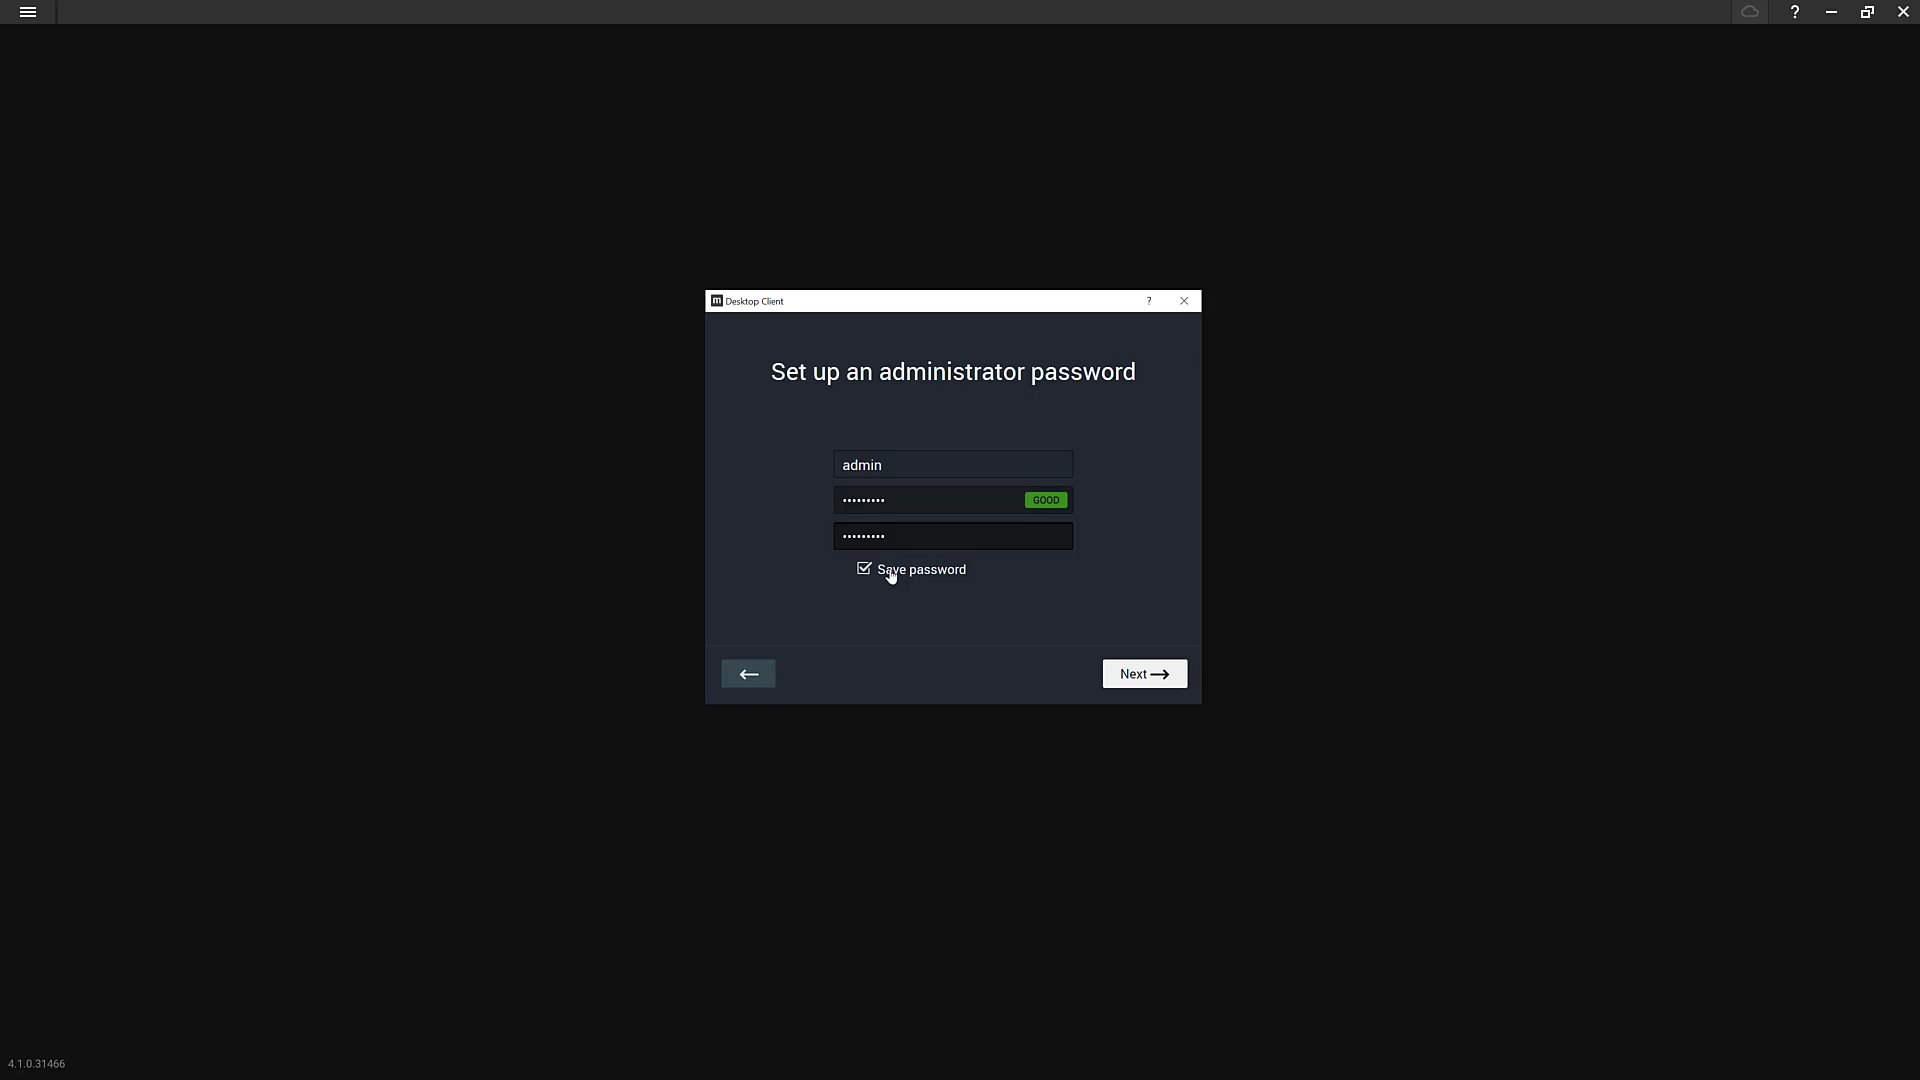 ?
m Desktop Client ?
Set up an administrator password
admin
••••••••• GOOD
•••••••••
Save password
Next
4.1.0.31466